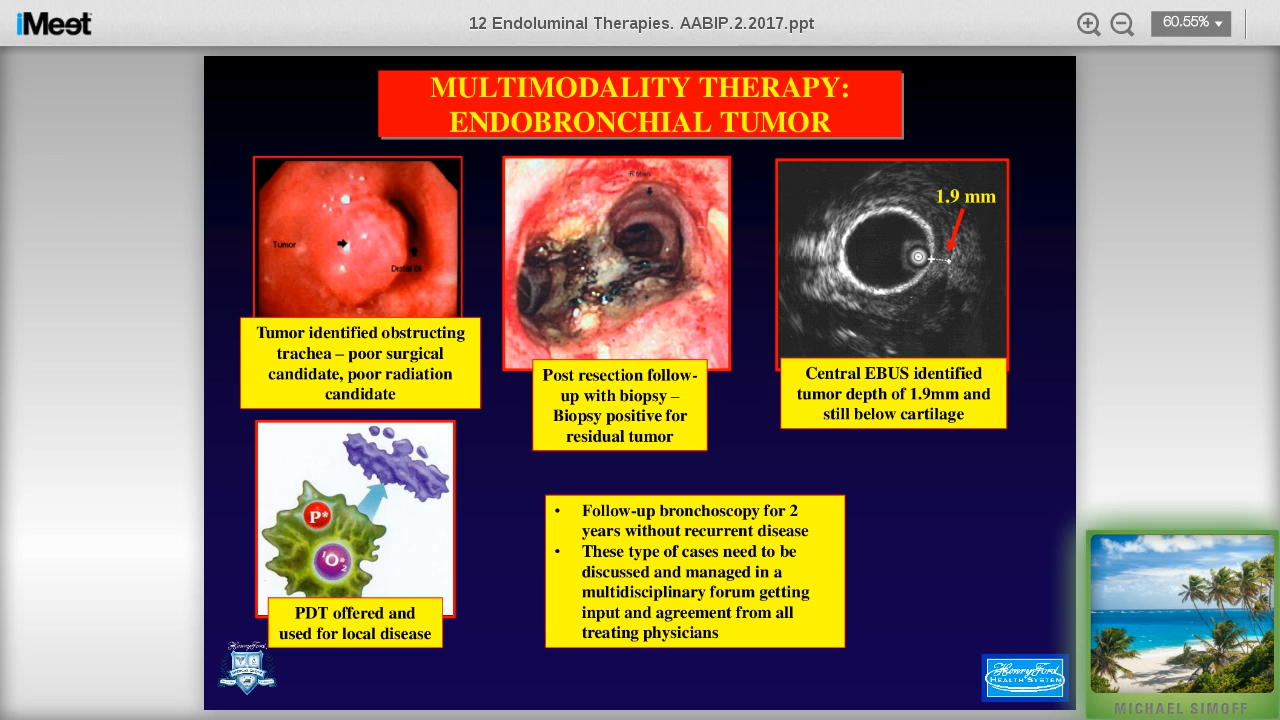 iMeet
12 Endoluminal Therapies. AABIP.2.2017.ppt
60.55%
MULTIMODALITY THERAPY:
ENDOBRONCHIAL TUMOR
Tumor
Distal BI
R Main
1.9 mm
Tumor identified obstructing
trachea – poor surgical
candidate, poor radiation
candidate
Post resection follow-
up with biopsy –
Biopsy positive for
residual tumor
Central EBUS identified
tumor depth of 1.9mm and
still below cartilage
P*
¹O*₂
PDT offered and
used for local disease
• Follow-up bronchoscopy for 2
years without recurrent disease
• These type of cases need to be
discussed and managed in a
multidisciplinary forum getting
input and agreement from all
treating physicians
Henry Ford
Henry Ford
HEALTH SYSTEM
MICHAEL SIMOFF